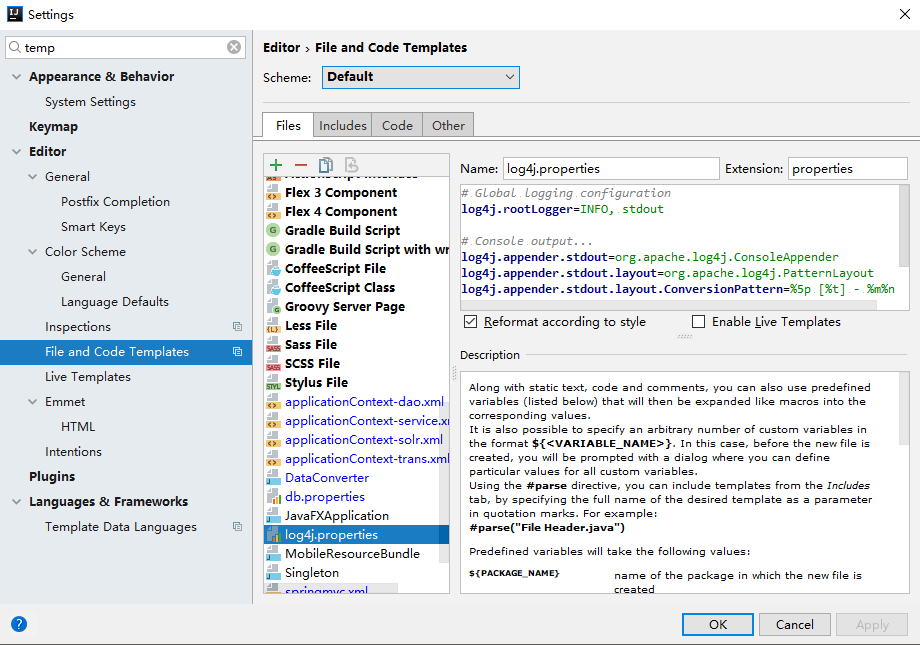 Settings
temp
Appearance & Behavior
System Settings
Keymap
Editor
General
Postfix Completion
Smart Keys
Color Scheme
General
Language Defaults
Inspections
File and Code Templates
Live Templates
Emmet
HTML
Intentions
Plugins
Languages & Frameworks
Template Data Languages
Editor › File and Code Templates
Scheme: Default
Files Includes Code Other
Flex 3 Component
Flex 4 Component
Gradle Build Script
Gradle Build Script with wr
CoffeeScript File
CoffeeScript Class
Groovy Server Page
Less File
Sass File
SCSS File
Stylus File
applicationContext-dao.xml
applicationContext-service.x
applicationContext-solr.xml
applicationContext-trans.xml
DataConverter
db.properties
JavaFXApplication
log4j.properties
MobileResourceBundle
Singleton
springmvc.xml
Name: log4j.properties Extension: properties
# Global logging configuration
log4j.rootLogger=INFO, stdout
# Console output...
log4j.appender.stdout=org.apache.log4j.ConsoleAppender
log4j.appender.stdout.layout=org.apache.log4j.PatternLayout
log4j.appender.stdout.layout.ConversionPattern=%5p [%t] - %m%n
Reformat according to style Enable Live Templates
Description
Along with static text, code and comments, you can also use predefined
variables (listed below) that will then be expanded like macros into the
corresponding values.
It is also possible to specify an arbitrary number of custom variables in
the format ${<VARIABLE_NAME>}. In this case, before the new file is
created, you will be prompted with a dialog where you can define
particular values for all custom variables.
Using the #parse directive, you can include templates from the Includes
tab, by specifying the full name of the desired template as a parameter
in quotation marks. For example:
#parse("File Header.java")
Predefined variables will take the following values:
${PACKAGE_NAME} name of the package in which the new file is
created
? OK Cancel Apply